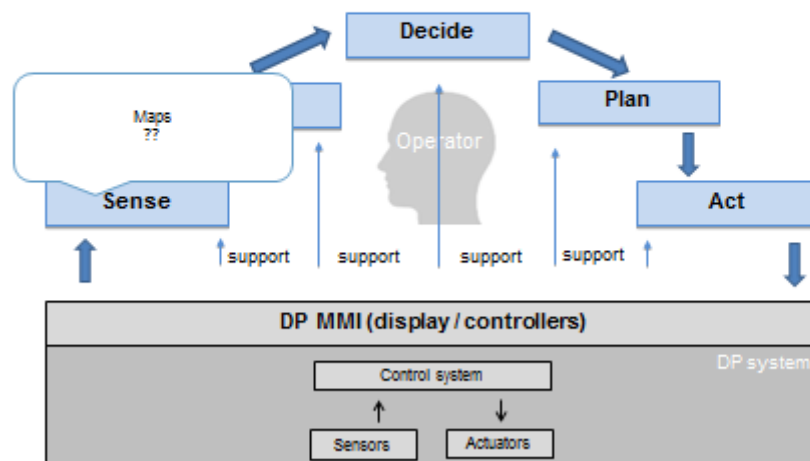 Decide
Maps
??
Plan
Operator
Sense
Act
support
support
support
support
DP MMI (display / controllers)
DP system
Control system
Sensors
Actuators